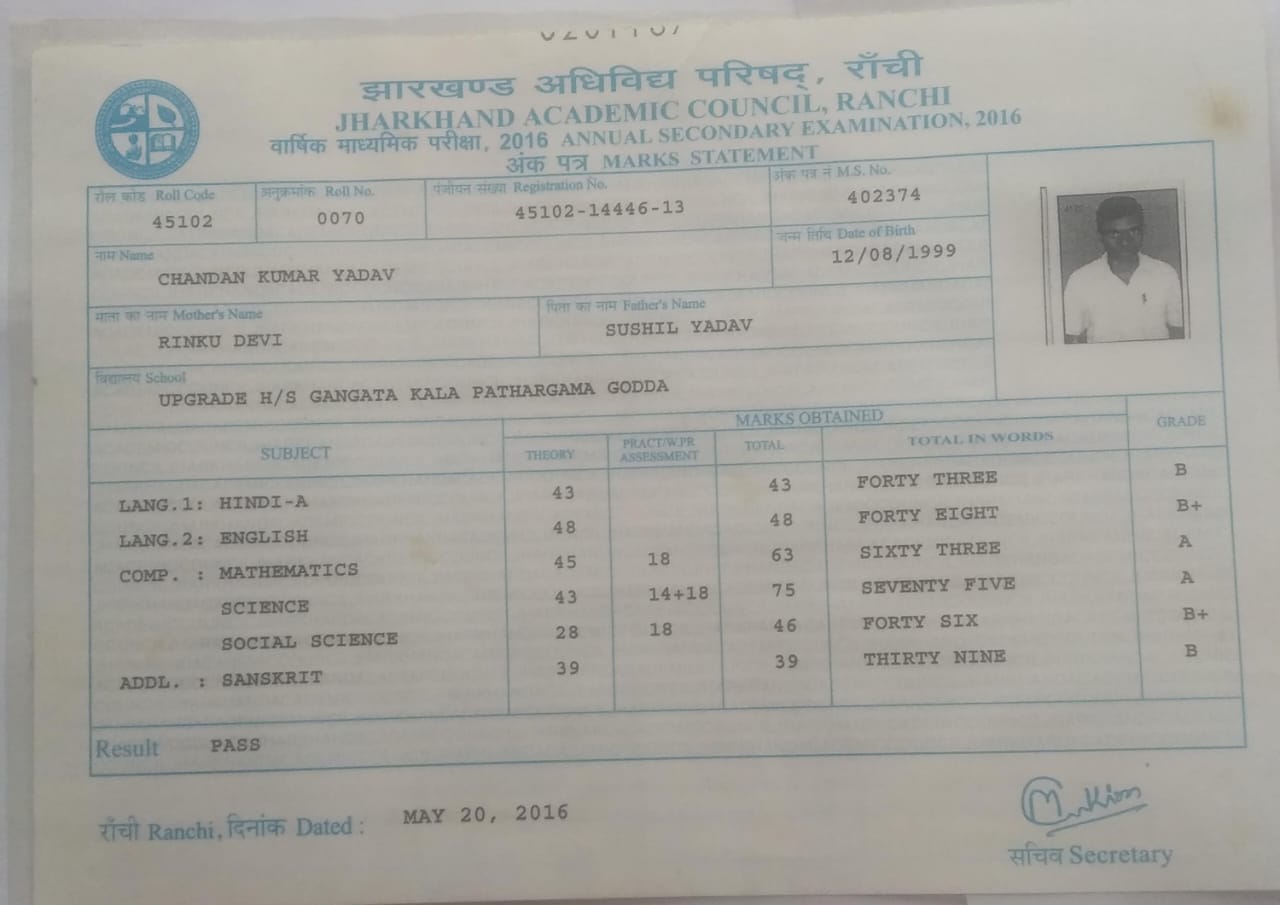 झारखण्ड अधिविद्य परिषद्, राँची
JHARKHAND ACADEMIC COUNCIL, RANCHI
वार्षिक माध्यमिक परीक्षा, 2016 ANNUAL SECONDARY EXAMINATION, 2016
अंक पत्र MARKS STATEMENT
रोल कोड Roll Code
45102
अनुक्रमांक Roll No.
0070
पंजीयन संख्या Registration No.
45102-14446-13
अंक पत्र नं M.S. No.
402374
नाम Name
CHANDAN KUMAR YADAV
जन्म तिथि Date of Birth
12/08/1999
माता का नाम Mother's Name
RINKU DEVI
पिता का नाम Father's Name
SUSHIL YADAV
विद्यालय School
UPGRADE H/S GANGATA KALA PATHARGAMA GODDA
SUBJECT
MARKS OBTAINED
THEORY
PRACT/W.PR
ASSESSMENT
TOTAL
TOTAL IN WORDS
GRADE
LANG.1: HINDI-A 43 43 FORTY THREE B
LANG.2: ENGLISH 48 48 FORTY EIGHT B+
COMP. : MATHEMATICS 45 18 63 SIXTY THREE A
SCIENCE 43 14+18 75 SEVENTY FIVE A
SOCIAL SCIENCE 28 18 46 FORTY SIX B+
ADDL. : SANSKRIT 39 39 THIRTY NINE B
Result PASS
राँची Ranchi, दिनांक Dated : MAY 20, 2016
सचिव Secretary